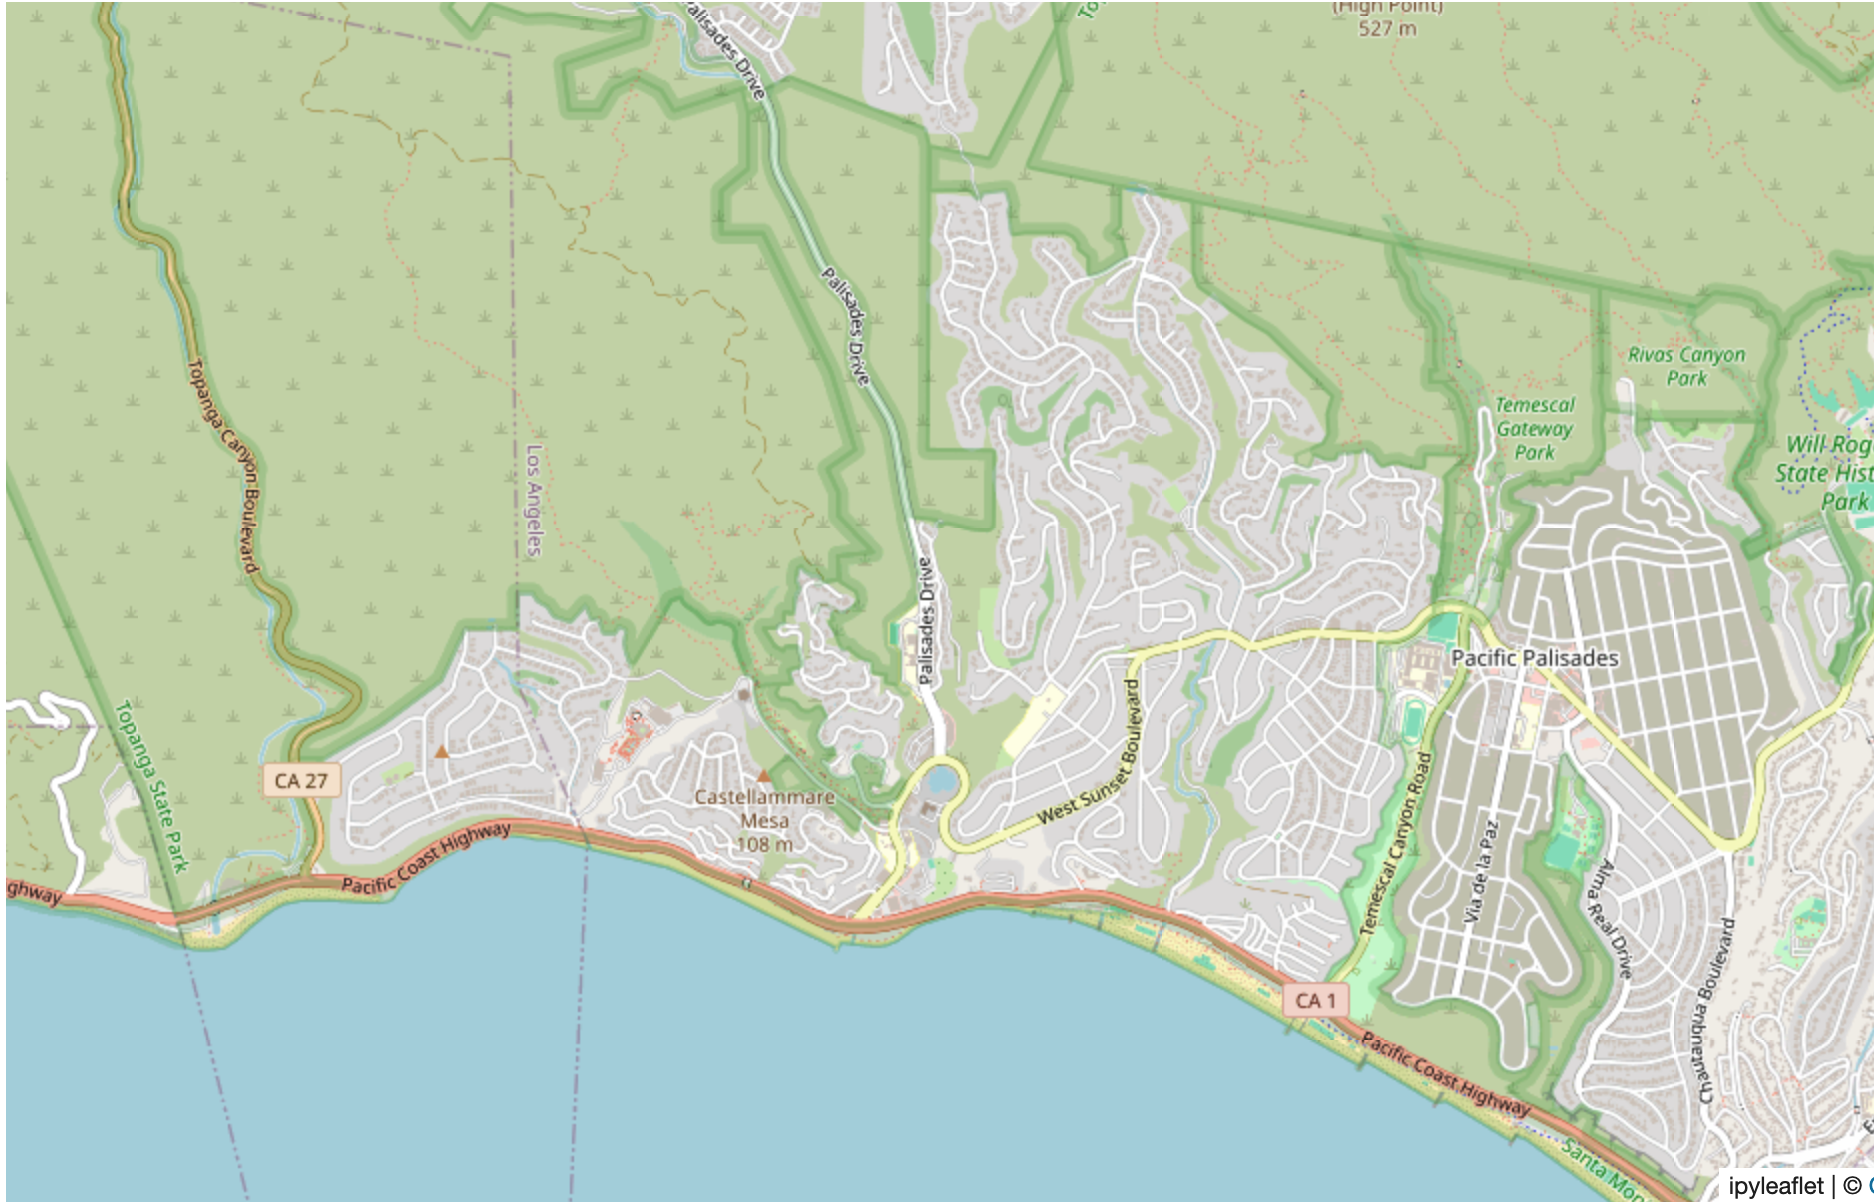 (High Point)
527 m
Palisades Drive
Palisades Drive
Topanga Canyon Boulevard
Los Angeles
Rivas Canyon
Park
Temescal
Gateway
Park
Will Rog
State Hist
Park
Palisades Drive
Pacific Palisades
West Sunset Boulevard
Topanga State Park
CA 27
Castellammare
Mesa
108 m
Pacific Coast Highway
ghway
Temescal Canyon Road
Via de la Paz
Alma Real Drive
Chautauqua Boulevard
CA 1
Pacific Coast Highway
Santa Mon
ipyleaflet | ©